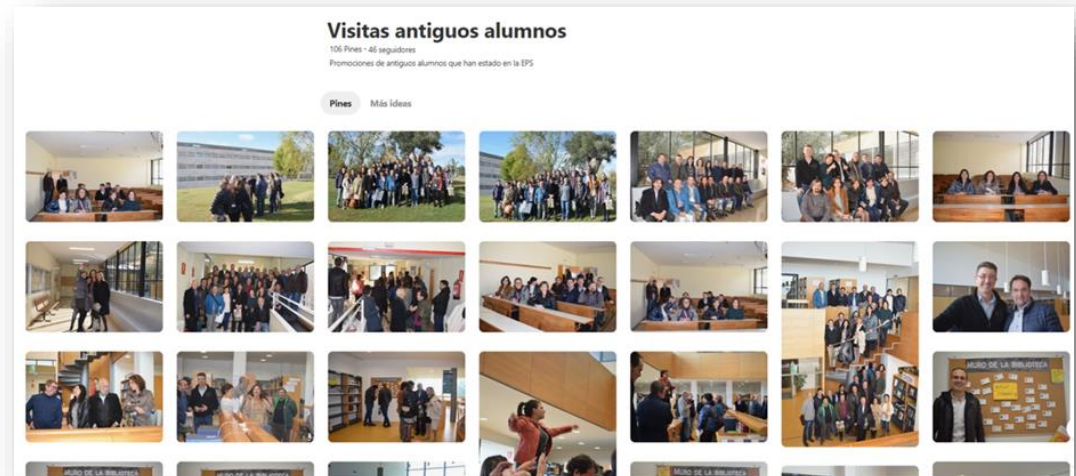 Visitas antiguos alumnos
106 Pines · 46 seguidores
Promociones de antiguos alumnos que han estado en la EPS
Pines
Más ideas
MURO DE LA BIBLIOTECA
MURO DE LA BIBLIOTECA
MURO DE LA BIBLIOTECA
MURO DE LA BIBLIOTECA